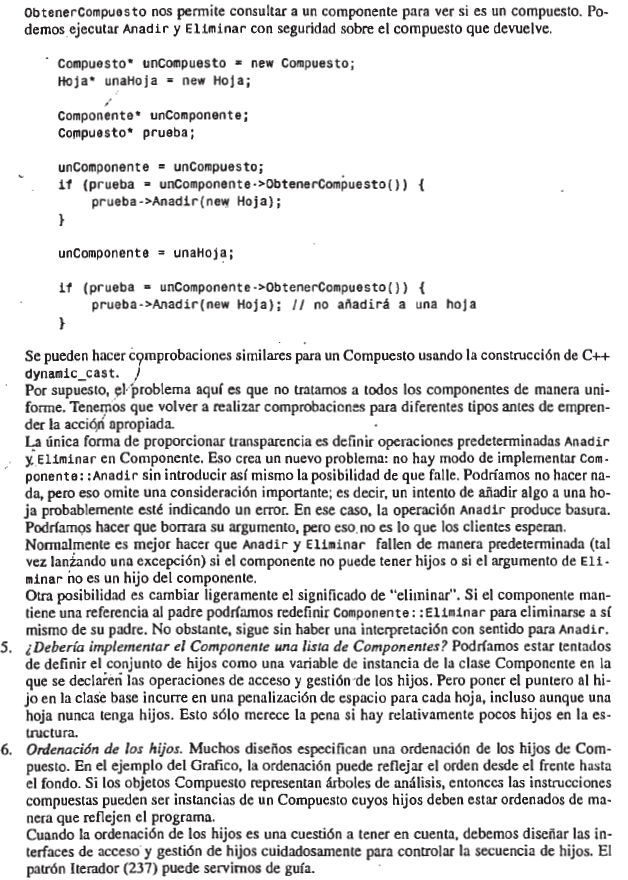 ObtenerCompuesto nos permite consultar a un componente para ver si es un compuesto. Po-
demos ejecutar Anadir y Eliminar con seguridad sobre el compuesto que devuelve.
Compuesto* unCompuesto = new Compuesto;
Hoja* unaHoja = new Hoja;
Componente* unComponente;
Compuesto* prueba;
unComponente = unCompuesto;
if (prueba = unComponente->ObtenerCompuesto()) {
prueba->Anadir(new Hoja);
}
unComponente = unaHoja;
if (prueba = unComponente->ObtenerCompuesto()) {
prueba->Anadir(new Hoja); // no añadirá a una hoja
}
Se pueden hacer comprobaciones similares para un Compuesto usando la construcción de C++
dynamic_cast.
Por supuesto, el problema aquí es que no tratamos a todos los componentes de manera uni-
forme. Tenemos que volver a realizar comprobaciones para diferentes tipos antes de empren-
der la acción apropiada.
La única forma de proporcionar transparencia es definir operaciones predeterminadas Anadir
y Eliminar en Componente. Eso crea un nuevo problema: no hay modo de implementar Com-
ponente::Anadir sin introducir así mismo la posibilidad de que falle. Podríamos no hacer na-
da, pero eso omite una consideración importante; es decir, un intento de añadir algo a una ho-
ja probablemente esté indicando un error. En ese caso, la operación Anadir produce basura.
Podríamos hacer que borrara su argumento, pero eso no es lo que los clientes esperan.
Normalmente es mejor hacer que Anadir y Eliminar fallen de manera predeterminada (tal
vez lanzando una excepción) si el componente no puede tener hijos o si el argumento de Eli-
minar no es un hijo del componente.
Otra posibilidad es cambiar ligeramente el significado de “eliminar”. Si el componente man-
tiene una referencia al padre podríamos redefinir Componente::Eliminar para eliminarse a sí
mismo de su padre. No obstante, sigue sin haber una interpretación con sentido para Anadir.
5. ¿Debería implementar el Componente una lista de Componentes? Podríamos estar tentados
de definir el conjunto de hijos como una variable de instancia de la clase Componente en la
que se declaren las operaciones de acceso y gestión de los hijos. Pero poner el puntero al hi-
jo en la clase base incurre en una penalización de espacio para cada hoja, incluso aunque una
hoja nunca tenga hijos. Esto sólo merece la pena si hay relativamente pocos hijos en la es-
tructura.
6. Ordenación de los hijos. Muchos diseños especifican una ordenación de los hijos de Com-
puesto. En el ejemplo del Grafico, la ordenación puede reflejar el orden desde el frente hasta
el fondo. Si los objetos Compuesto representan árboles de análisis, entonces las instrucciones
compuestas pueden ser instancias de un Compuesto cuyos hijos deben estar ordenados de ma-
nera que reflejen el programa.
Cuando la ordenación de los hijos es una cuestión a tener en cuenta, debemos diseñar las in-
terfaces de acceso y gestión de hijos cuidadosamente para controlar la secuencia de hijos. El
patrón Iterador (237) puede servirnos de guía.